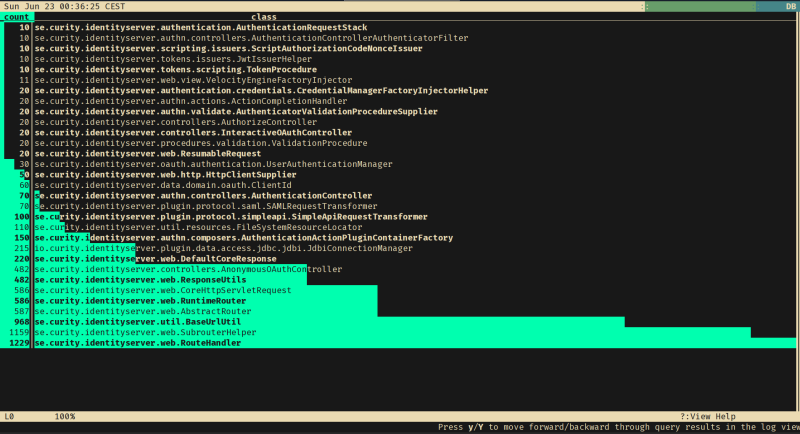 Sun Jun 23 00:36:25 CEST DB
count class
10 se.curity.identityserver.authentication.AuthenticationRequestStack
10 se.curity.identityserver.authn.controllers.AuthenticationControllerAuthenticatorFilter
10 se.curity.identityserver.scripting.issuers.ScriptAuthorizationCodeNonceIssuer
10 se.curity.identityserver.tokens.issuers.JwtIssuerHelper
10 se.curity.identityserver.tokens.scripting.TokenProcedure
11 se.curity.identityserver.web.view.VelocityEngineFactoryInjector
20 se.curity.identityserver.authentication.credentials.CredentialManagerFactoryInjectorHelper
20 se.curity.identityserver.authn.actions.ActionCompletionHandler
20 se.curity.identityserver.authn.validate.AuthenticatorValidationProcedureSupplier
20 se.curity.identityserver.controllers.AuthorizeController
20 se.curity.identityserver.controllers.InteractiveOAuthController
20 se.curity.identityserver.procedures.validation.ValidationProcedure
20 se.curity.identityserver.web.ResumableRequest
30 se.curity.identityserver.oauth.authentication.UserAuthenticationManager
50 se.curity.identityserver.web.http.HttpClientSupplier
60 se.curity.identityserver.data.domain.oauth.ClientId
70 se.curity.identityserver.authn.controllers.AuthenticationController
70 se.curity.identityserver.plugin.protocol.saml.SAMLRequestTransformer
100 se.curity.identityserver.plugin.protocol.simpleapi.SimpleApiRequestTransformer
110 se.curity.identityserver.util.resources.FileSystemResourceLocator
150 se.curity.identityserver.authn.composers.AuthenticationActionPluginContainerFactory
215 io.curity.identityserver.plugin.data.access.jdbc.jdbi.JdbiConnectionManager
220 se.curity.identityserver.web.DefaultCoreResponse
482 se.curity.identityserver.controllers.AnonymousOAuthController
482 se.curity.identityserver.web.ResponseUtils
586 se.curity.identityserver.web.CoreHttpServletRequest
586 se.curity.identityserver.web.RuntimeRouter
587 se.curity.identityserver.web.AbstractRouter
968 se.curity.identityserver.util.BaseUrlUtil
1159 se.curity.identityserver.web.SubrouterHelper
1229 se.curity.identityserver.web.RouteHandler
L0 100% ?:View Help
Press y/Y to move forward/backward through query results in the log view